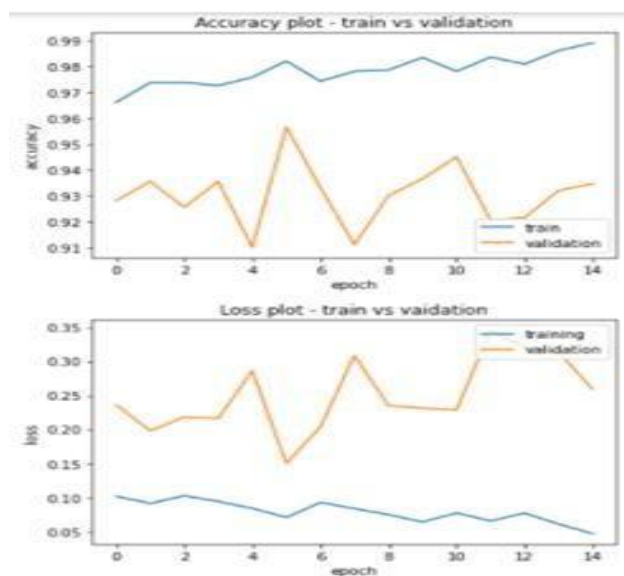 Accuracy plot - train vs validation
0.99
0.98
0.97
0.96
0.95
0.94
0.93
0.92
0.91
accuracy
train
validation
0 2 4 6 8 10 12 14
epoch
Loss plot - train vs vaidation
0.35
0.30
0.25
0.20
0.15
0.10
0.05
loss
training
validation
0 2 4 6 8 10 12 14
epoch